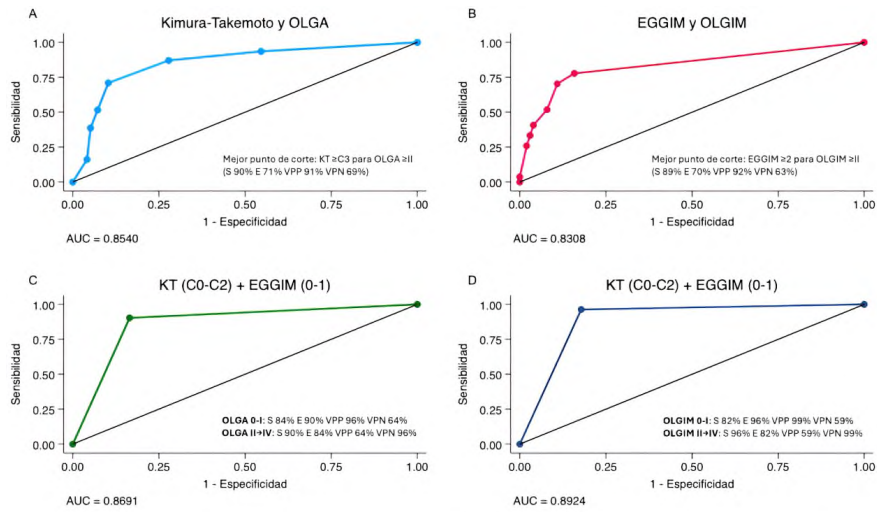 A
Kimura-Takemoto y OLGA
1.00
0.75
0.50
0.25
0.00
Sensibilidad
Mejor punto de corte: KT ≥C3 para OLGA ≥II
(S 90% E 71% VPP 91% VPN 69%)
0.00
0.25
0.50
0.75
1.00
1 - Especificidad
AUC = 0.8540
B
EGGIM y OLGIM
1.00
0.75
0.50
0.25
0.00
Sensibilidad
Mejor punto de corte: EGGIM ≥2 para OLGIM ≥II
(S 89% E 70% VPP 92% VPN 63%)
0.00
0.25
0.50
0.75
1.00
1 - Especificidad
AUC = 0.8308
C
KT (C0-C2) + EGGIM (0-1)
1.00
0.75
0.50
0.25
0.00
Sensibilidad
OLGA 0-I: S 84% E 90% VPP 96% VPN 64%
OLGA II→IV: S 90% E 84% VPP 64% VPN 96%
0.00
0.25
0.50
0.75
1.00
1 - Especificidad
AUC = 0.8691
D
KT (C0-C2) + EGGIM (0-1)
1.00
0.75
0.50
0.25
0.00
Sensibilidad
OLGIM 0-I: S 82% E 96% VPP 99% VPN 59%
OLGIM II→IV: S 96% E 82% VPP 59% VPN 99%
0.00
0.25
0.50
0.75
1.00
1 - Especificidad
AUC = 0.8924